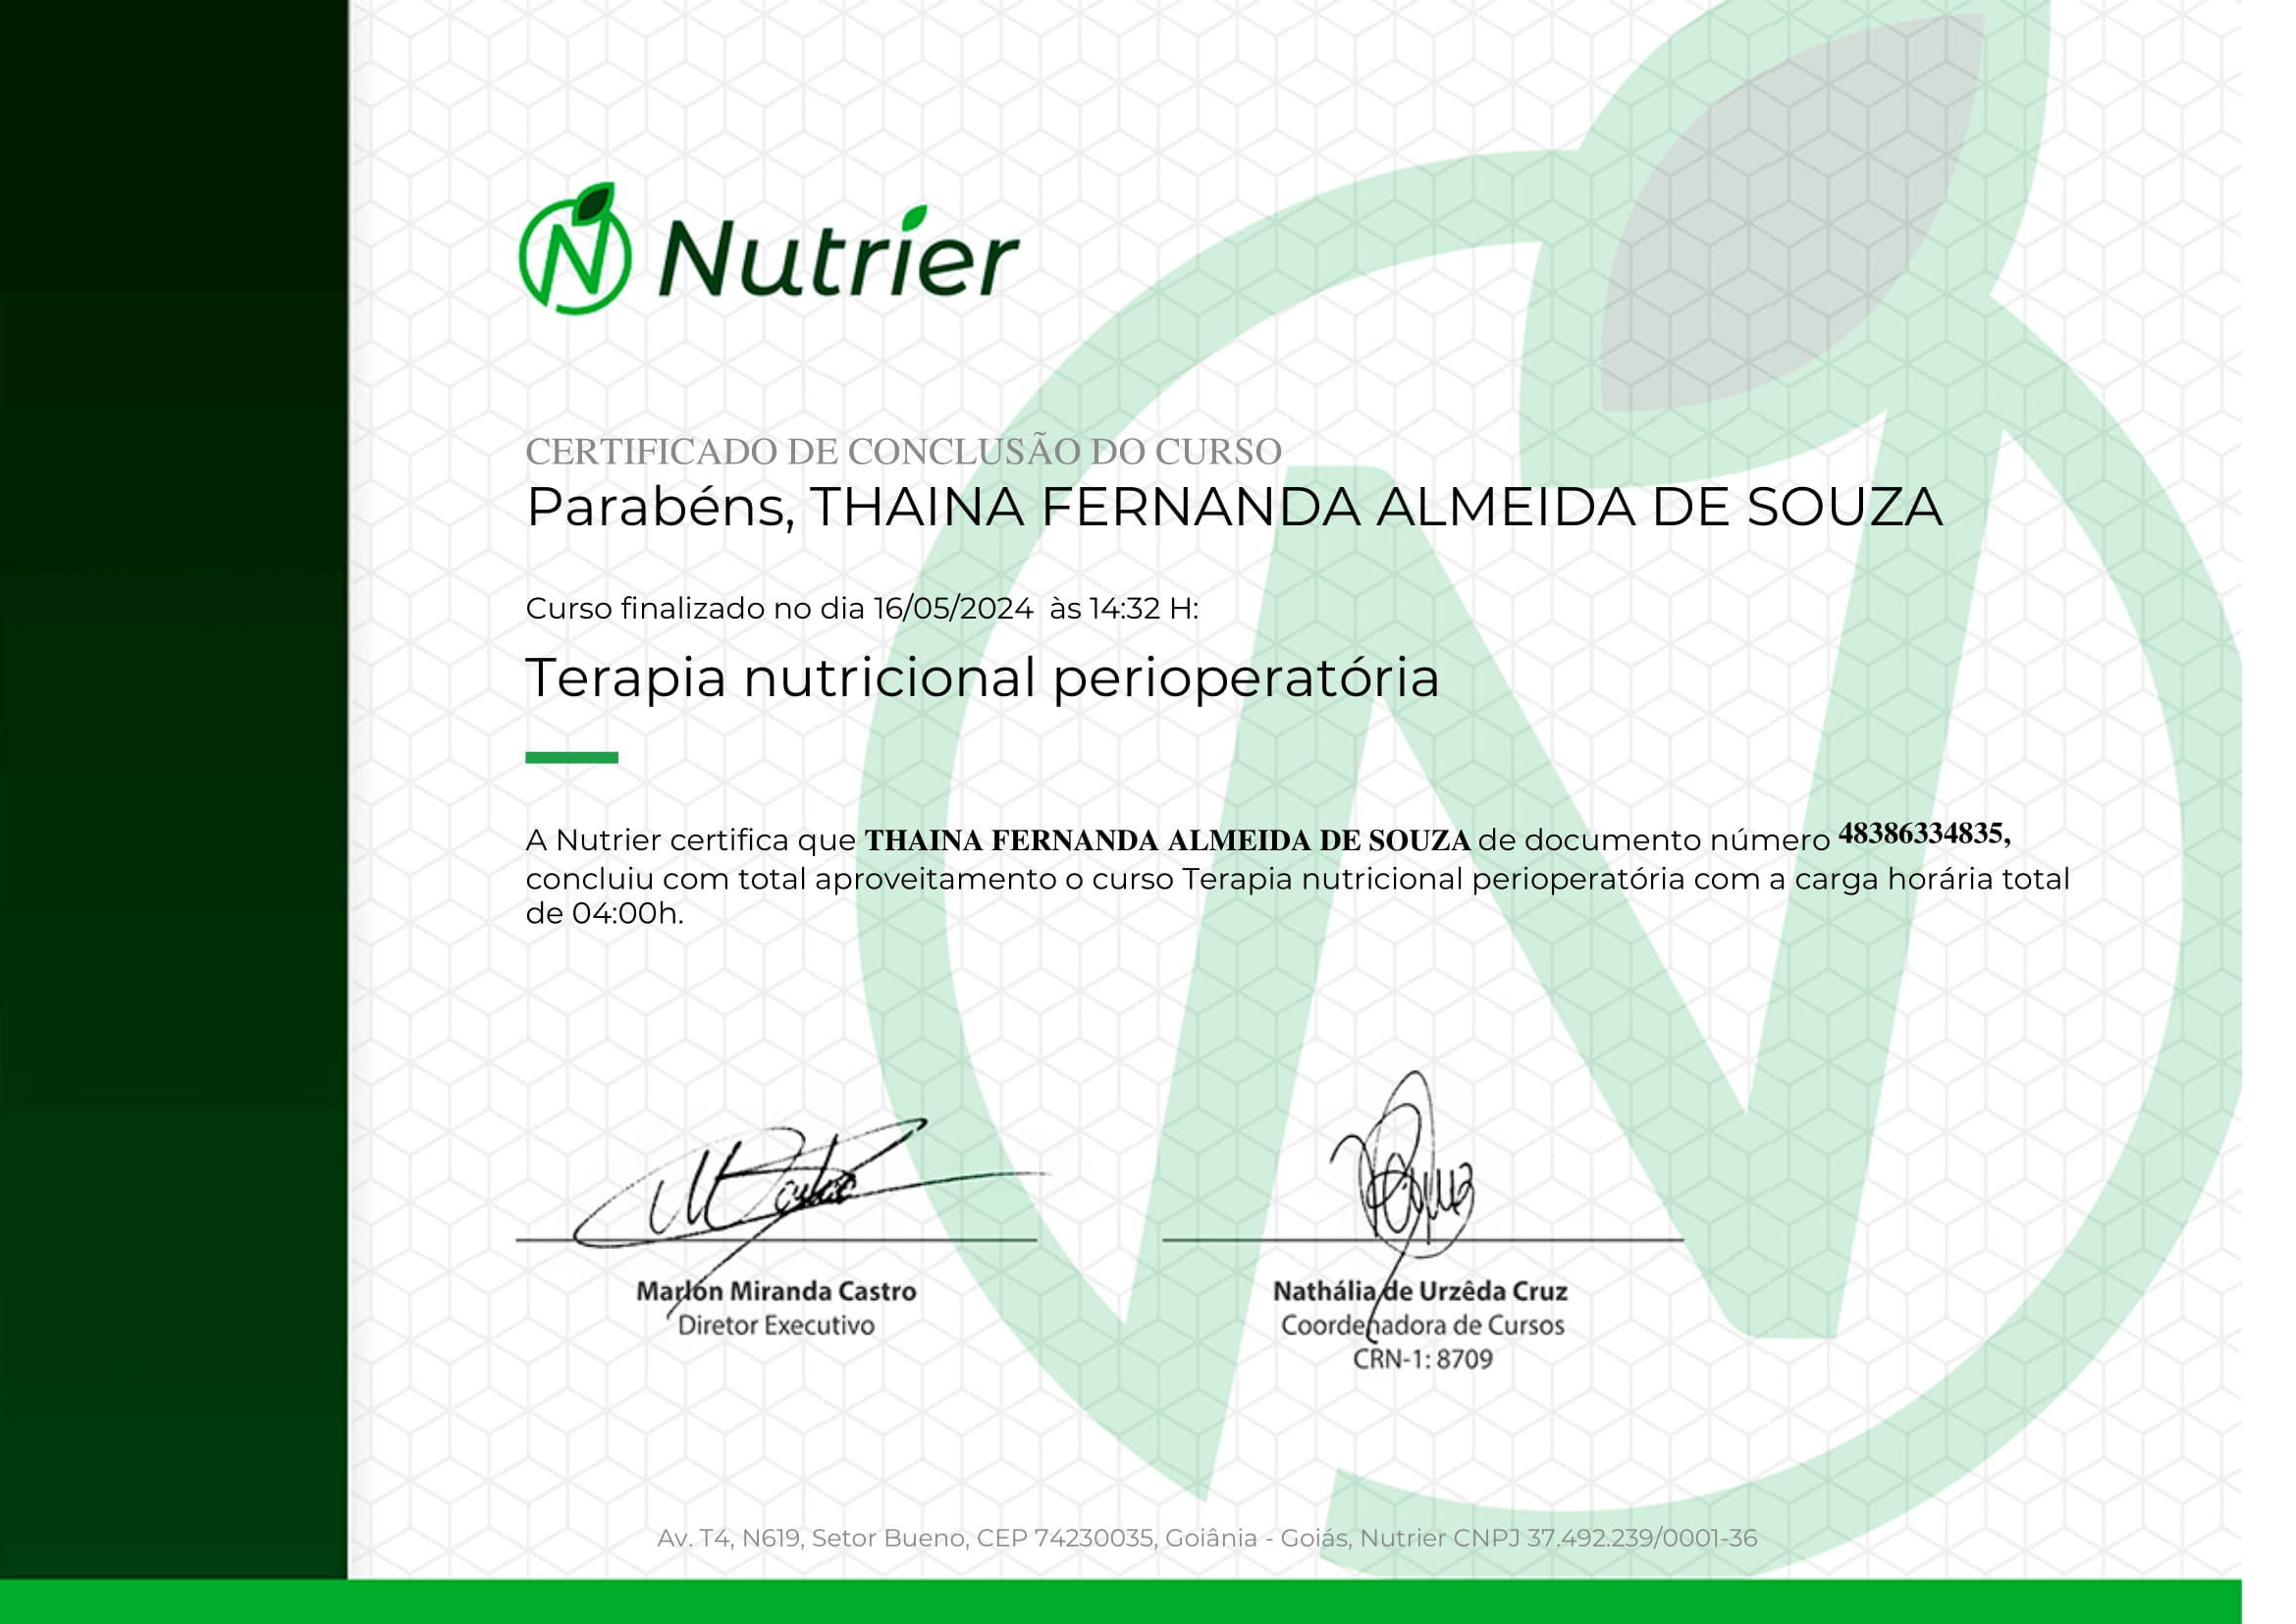 Nutrier
CERTIFICADO DE CONCLUSÃO DO CURSO
Parabéns, THAINA FERNANDA ALMEIDA DE SOUZA
Curso finalizado no dia 16/05/2024 às 14:32 H:
Terapia nutricional perioperatória
A Nutrier certifica que THAINA FERNANDA ALMEIDA DE SOUZA de documento número 48386334835,
concluiu com total aproveitamento o curso Terapia nutricional perioperatória com a carga horária total
de 04:00h.
Marlon Miranda Castro
Diretor Executivo
Nathália de Urzêda Cruz
Coordenadora de Cursos
CRN-1: 8709
Av. T4, N619, Setor Bueno, CEP 74230035, Goiânia - Goiás, Nutrier CNPJ 37.492.239/0001-36